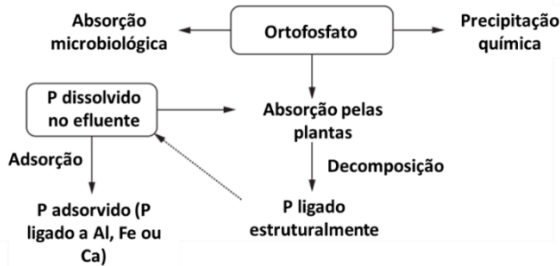 Absorção
microbiológica
Ortofosfato
Precipitação
química
P dissolvido
no efluente
Absorção pelas
plantas
Adsorção
Decomposição
P adsorvido (P
ligado a Al, Fe ou
Ca)
P ligado
estruturalmente